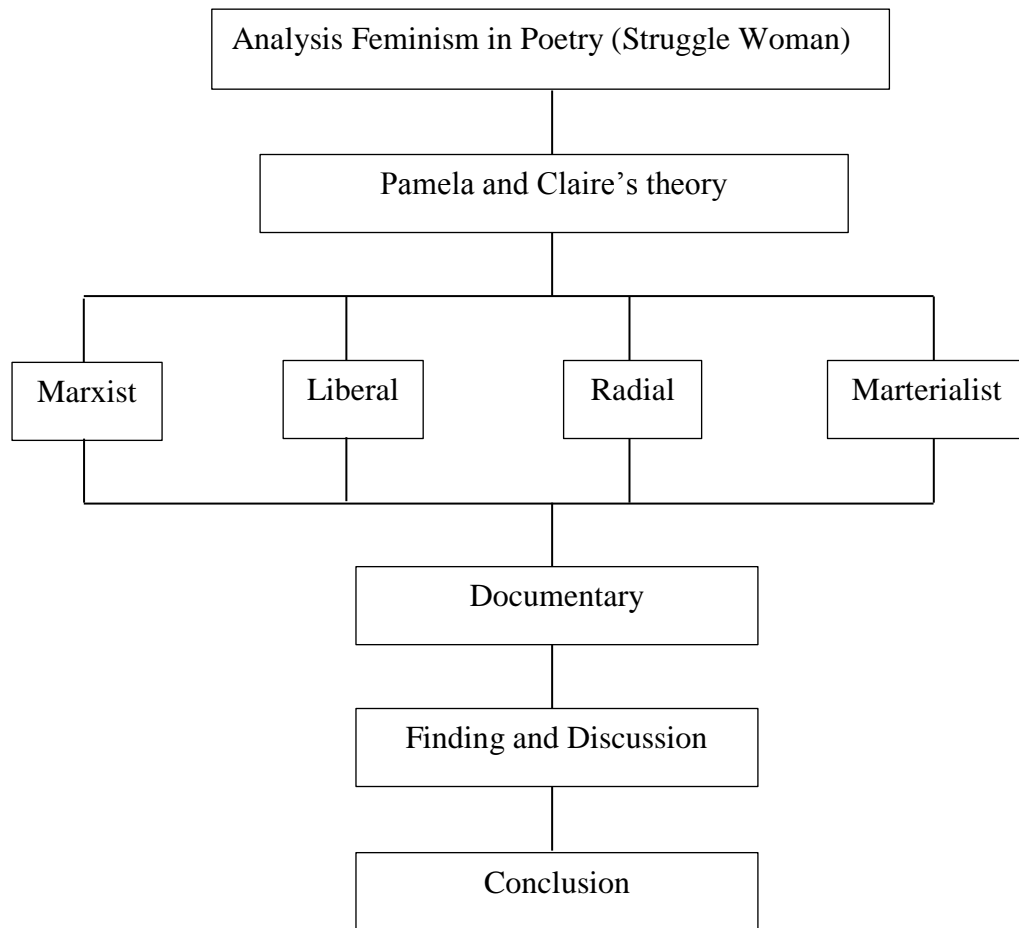 Analysis Feminism in Poetry (Struggle Woman)
Pamela and Claire’s theory
Marxist
Liberal
Radial
Marterialist
Documentary
Finding and Discussion
Conclusion